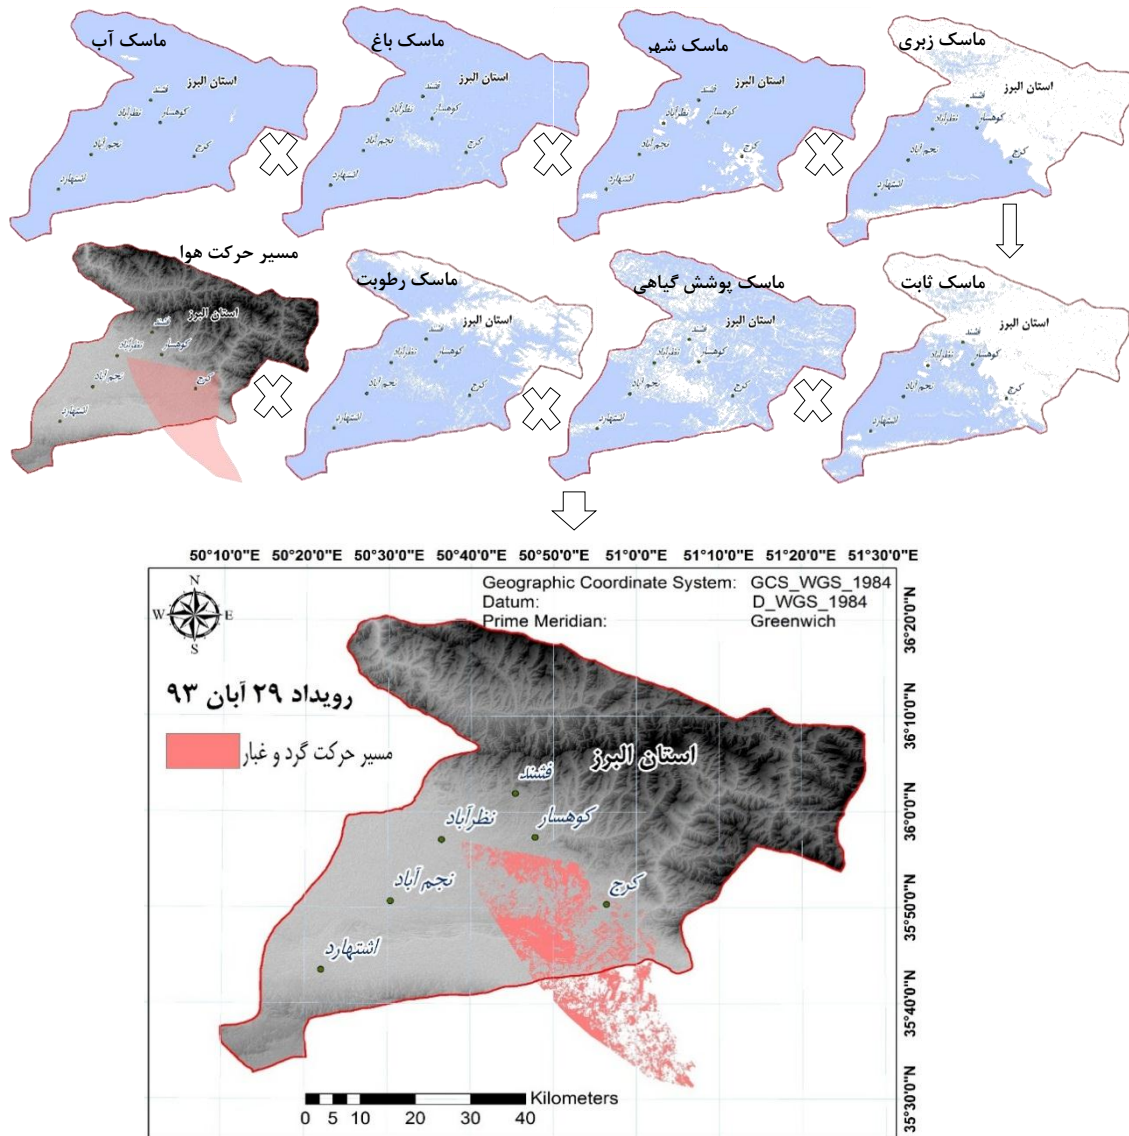 ماسک آب
استان البرز
فشند
نظرآباد
کوهسار
نجم آباد
کرج
اشتهارد
ماسک باغ
استان البرز
فشند
نظرآباد
کوهسار
نجم آباد
کرج
اشتهارد
ماسک شهر
استان البرز
فشند
نظرآباد
کوهسار
نجم آباد
کرج
اشتهارد
ماسک زبری
استان البرز
فشند
نظرآباد
کوهسار
نجم آباد
کرج
اشتهارد
مسیر حرکت هوا
استان البرز
فشند
نظرآباد
کوهسار
نجم آباد
کرج
اشتهارد
ماسک رطوبت
استان البرز
فشند
نظرآباد
کوهسار
نجم آباد
کرج
اشتهارد
ماسک پوشش گیاهی
استان البرز
فشند
نظرآباد
کوهسار
نجم آباد
کرج
اشتهارد
ماسک ثابت
استان البرز
فشند
نظرآباد
کوهسار
نجم آباد
کرج
اشتهارد
50°10'0"E 50°20'0"E 50°30'0"E 50°40'0"E 50°50'0"E 51°0'0"E 51°10'0"E 51°20'0"E 51°30'0"E
Geographic Coordinate System: GCS_WGS_1984
Datum: D_WGS_1984
Prime Meridian: Greenwich
N
W E
S
رویداد ۲۹ آبان ۹۳
مسیر حرکت گرد و غبار
استان البرز
فشند
نظرآباد
کوهسار
نجم آباد
کرج
اشتهارد
36°20'0"N
36°10'0"N
36°0'0"N
35°50'0"N
35°40'0"N
35°30'0"N
Kilometers
0 5 10 20 30 40